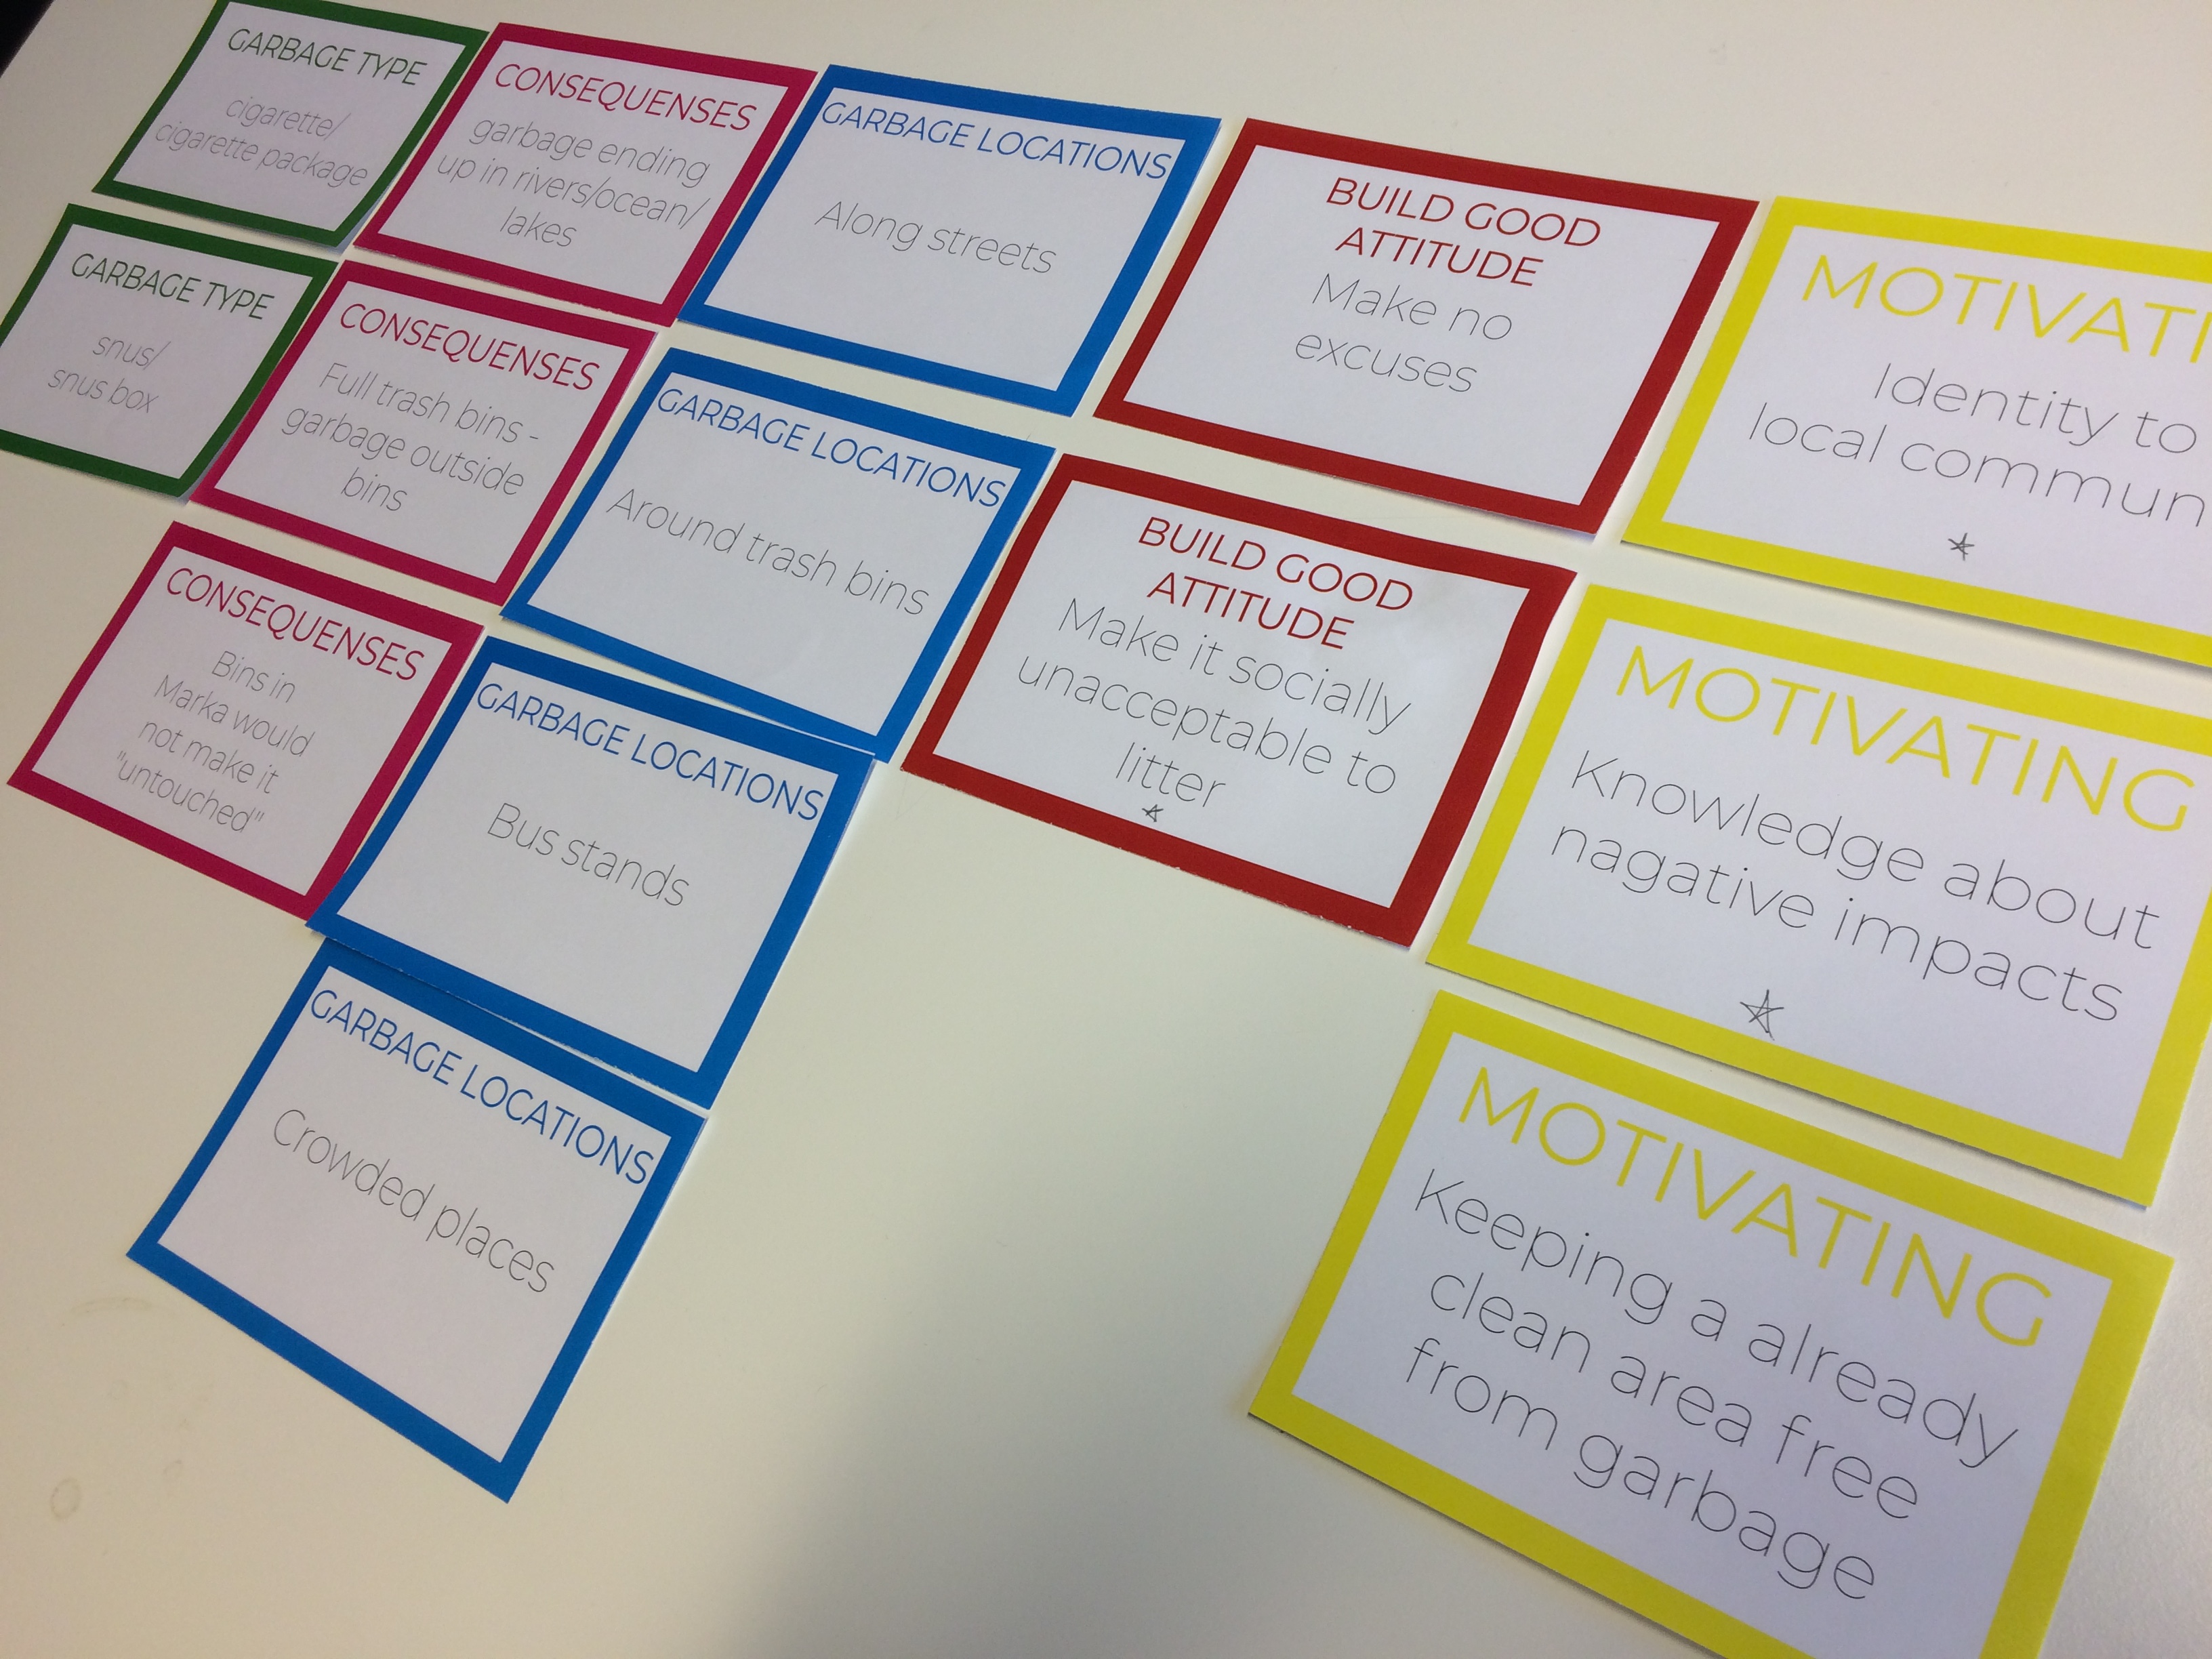 GARBAGE TYPE
cigarette/
cigarette package
GARBAGE TYPE
snus/
snus box
CONSEQUENSES
garbage ending
up in rivers/ocean/
lakes
CONSEQUENSES
Full trash bins -
garbage outside
bins
CONSEQUENSES
Bins in
Marka would
not make it
"untouched"
GARBAGE LOCATIONS
Along streets
GARBAGE LOCATIONS
Around trash bins
GARBAGE LOCATIONS
Bus stands
GARBAGE LOCATIONS
Crowded places
BUILD GOOD
ATTITUDE
Make no
excuses
BUILD GOOD
ATTITUDE
Make it socially
unacceptable to
litter
MOTIVATI
Identity to
local commun
MOTIVATING
Knowledge about
nagative impacts
MOTIVATING
Keeping a already
clean area free
from garbage